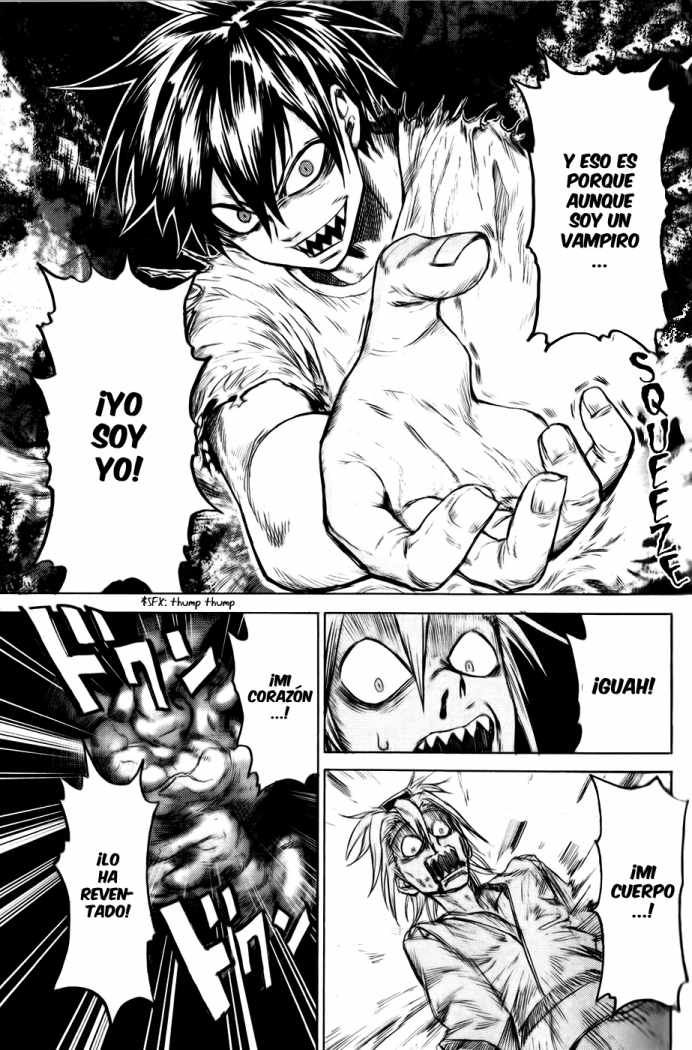 Y ESO ES
PORQUE
AUNQUE
SOY UN
VAMPIRO
...
SQUEEZE
¡YO
SOY
YO!
*SFX: thump thump
¡GUAH!
¡MI
CUERPO
...!
ドクン
¡MI
CORAZÓN
...!
¡LO
HA
REVEN-
TADO!
ドクン